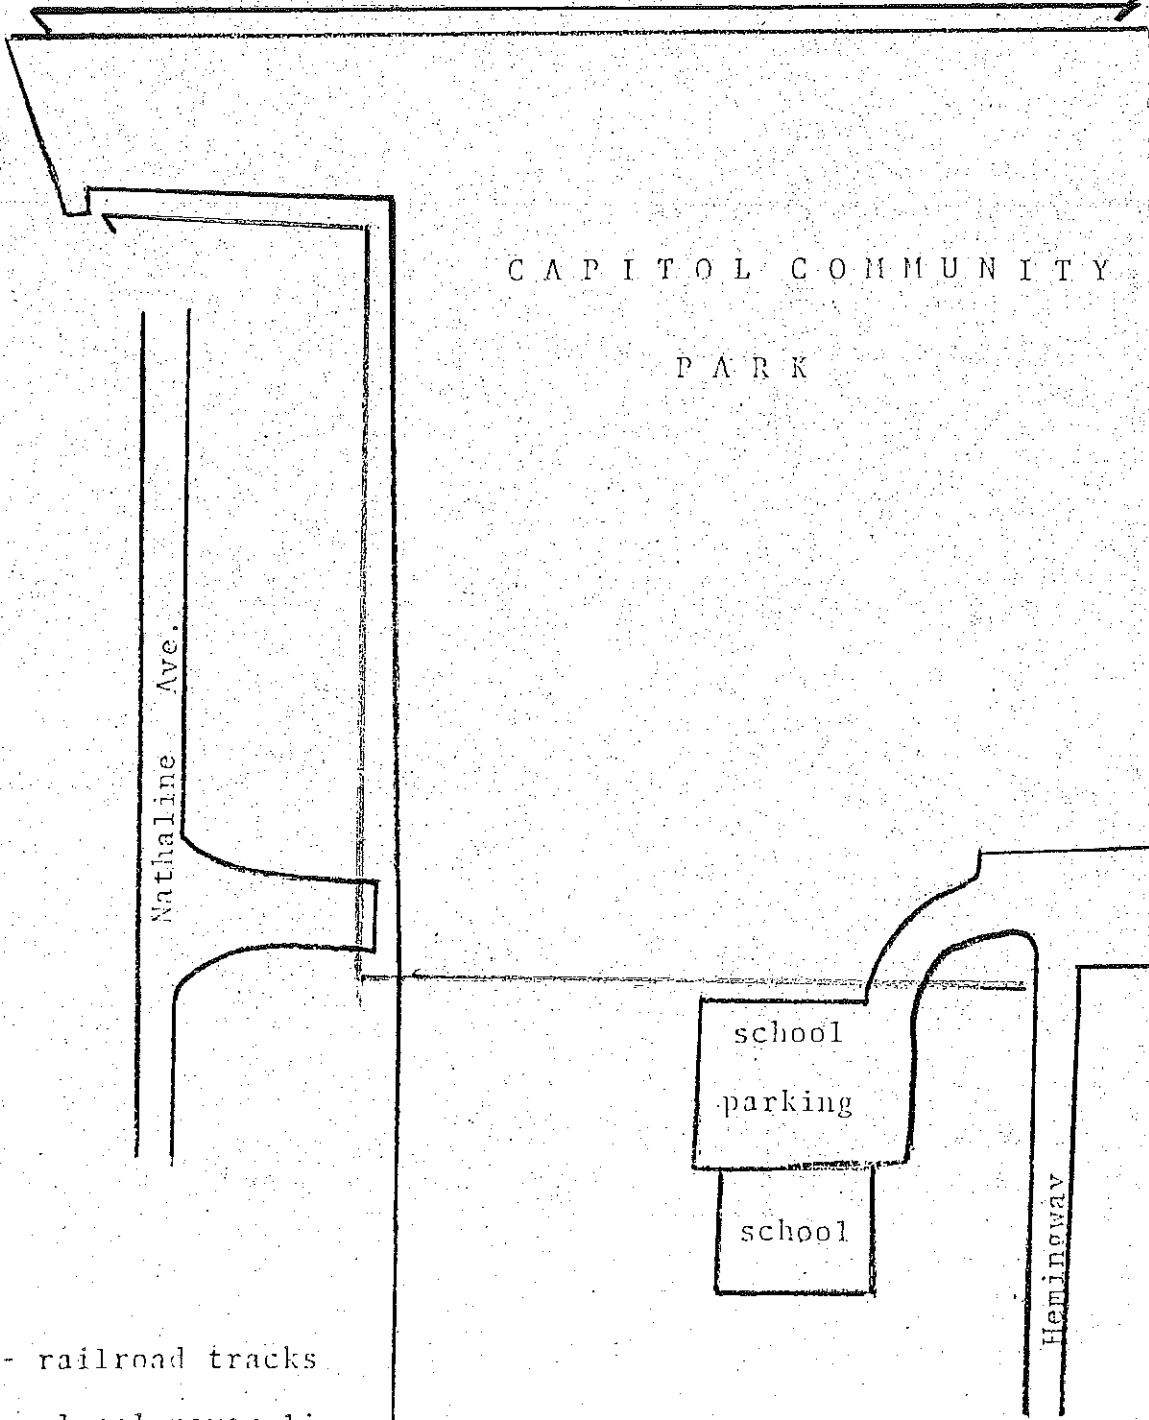 CAPITOL COMMUNITY
PARK
Nathaline Ave.
school
parking
school
Hemingway
- railroad tracks